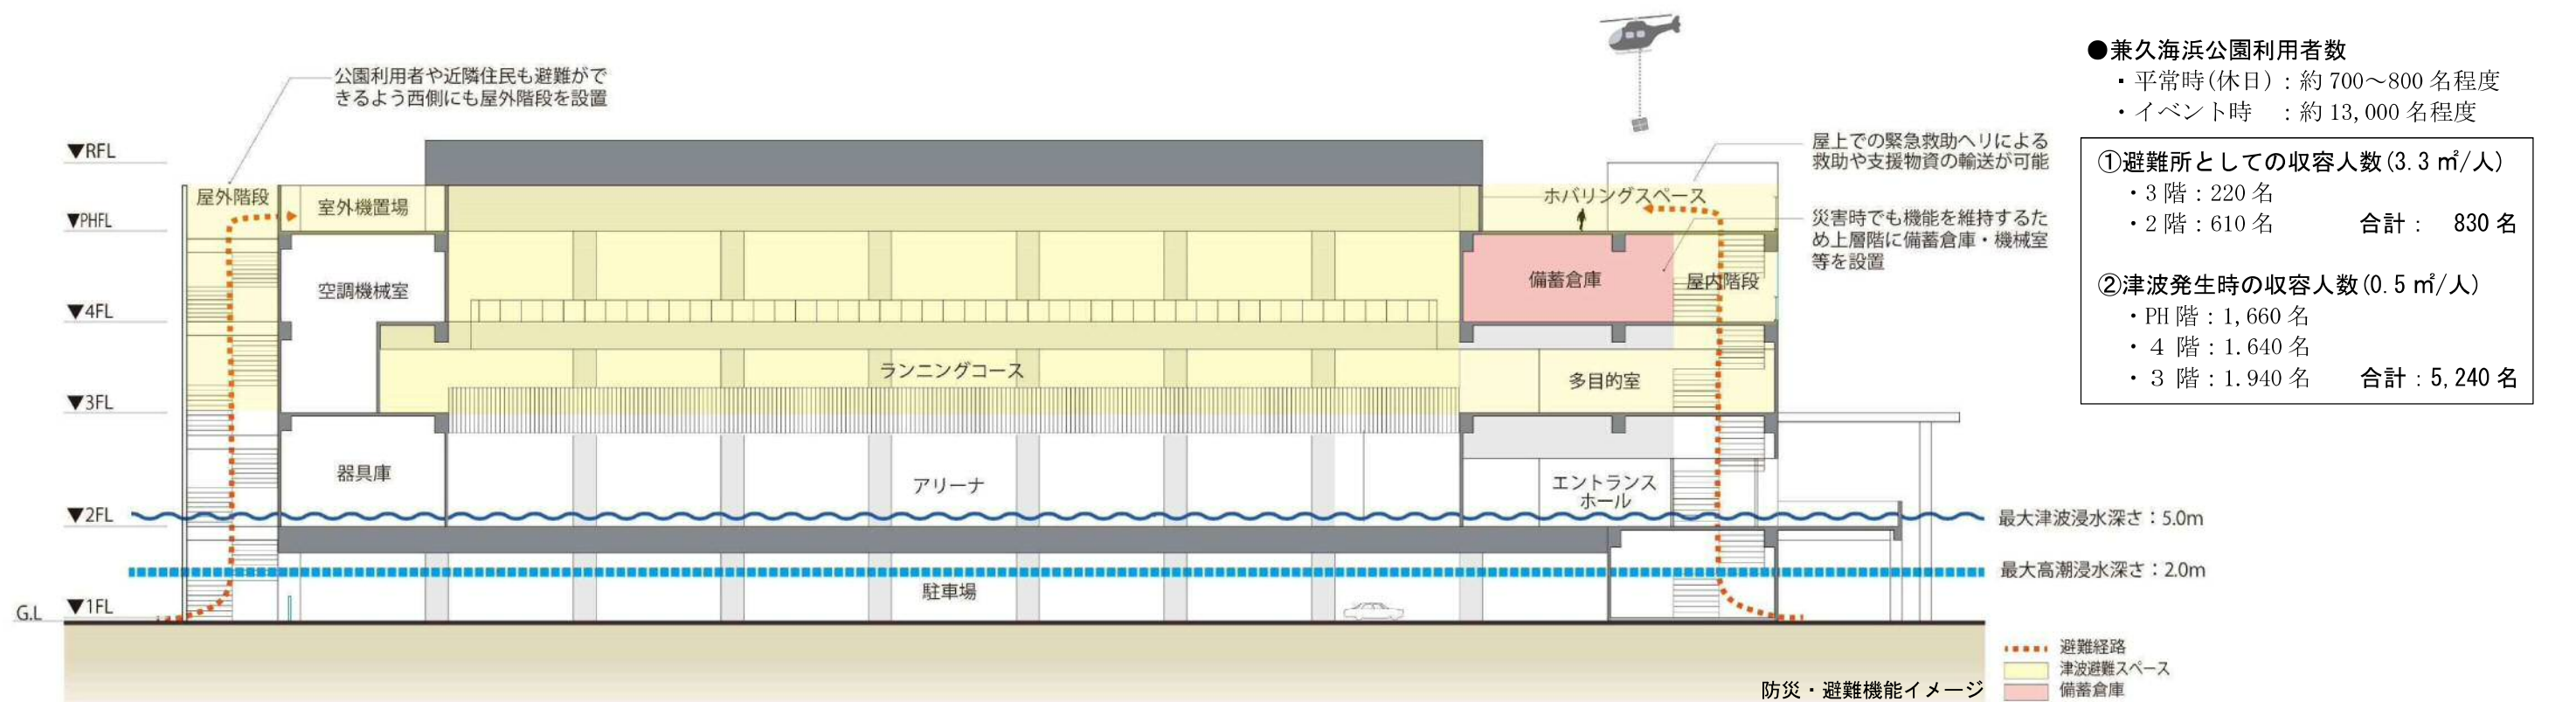 公園利用者や近隣住民も避難がで
きるよう西側にも屋外階段を設置
▼RFL
▼PHFL
▼4FL
▼3FL
▼2FL
▼1FL
G.L
屋外階段
室外機置場
空調機械室
器具庫
ランニングコース
アリーナ
駐車場
ホバリングスペース
備蓄倉庫
屋内階段
多目的室
エントランス
ホール
屋上での緊急救助ヘリによる
救助や支援物資の輸送が可能
災害時でも機能を維持するた
め上層階に備蓄倉庫・機械室
等を設置
最大津波浸水深さ：5.0m
最大高潮浸水深さ：2.0m
避難経路
津波避難スペース
備蓄倉庫
防災・避難機能イメージ
●兼久海浜公園利用者数
・平常時(休日)：約700～800名程度
・イベント時　：約13,000名程度
①避難所としての収容人数(3.3㎡/人)
・3階：220名
・2階：610名　合計：　830名
②津波発生時の収容人数(0.5㎡/人)
・PH階：1,660名
・４階：1.640名
・３階：1.940名　合計：5,240名